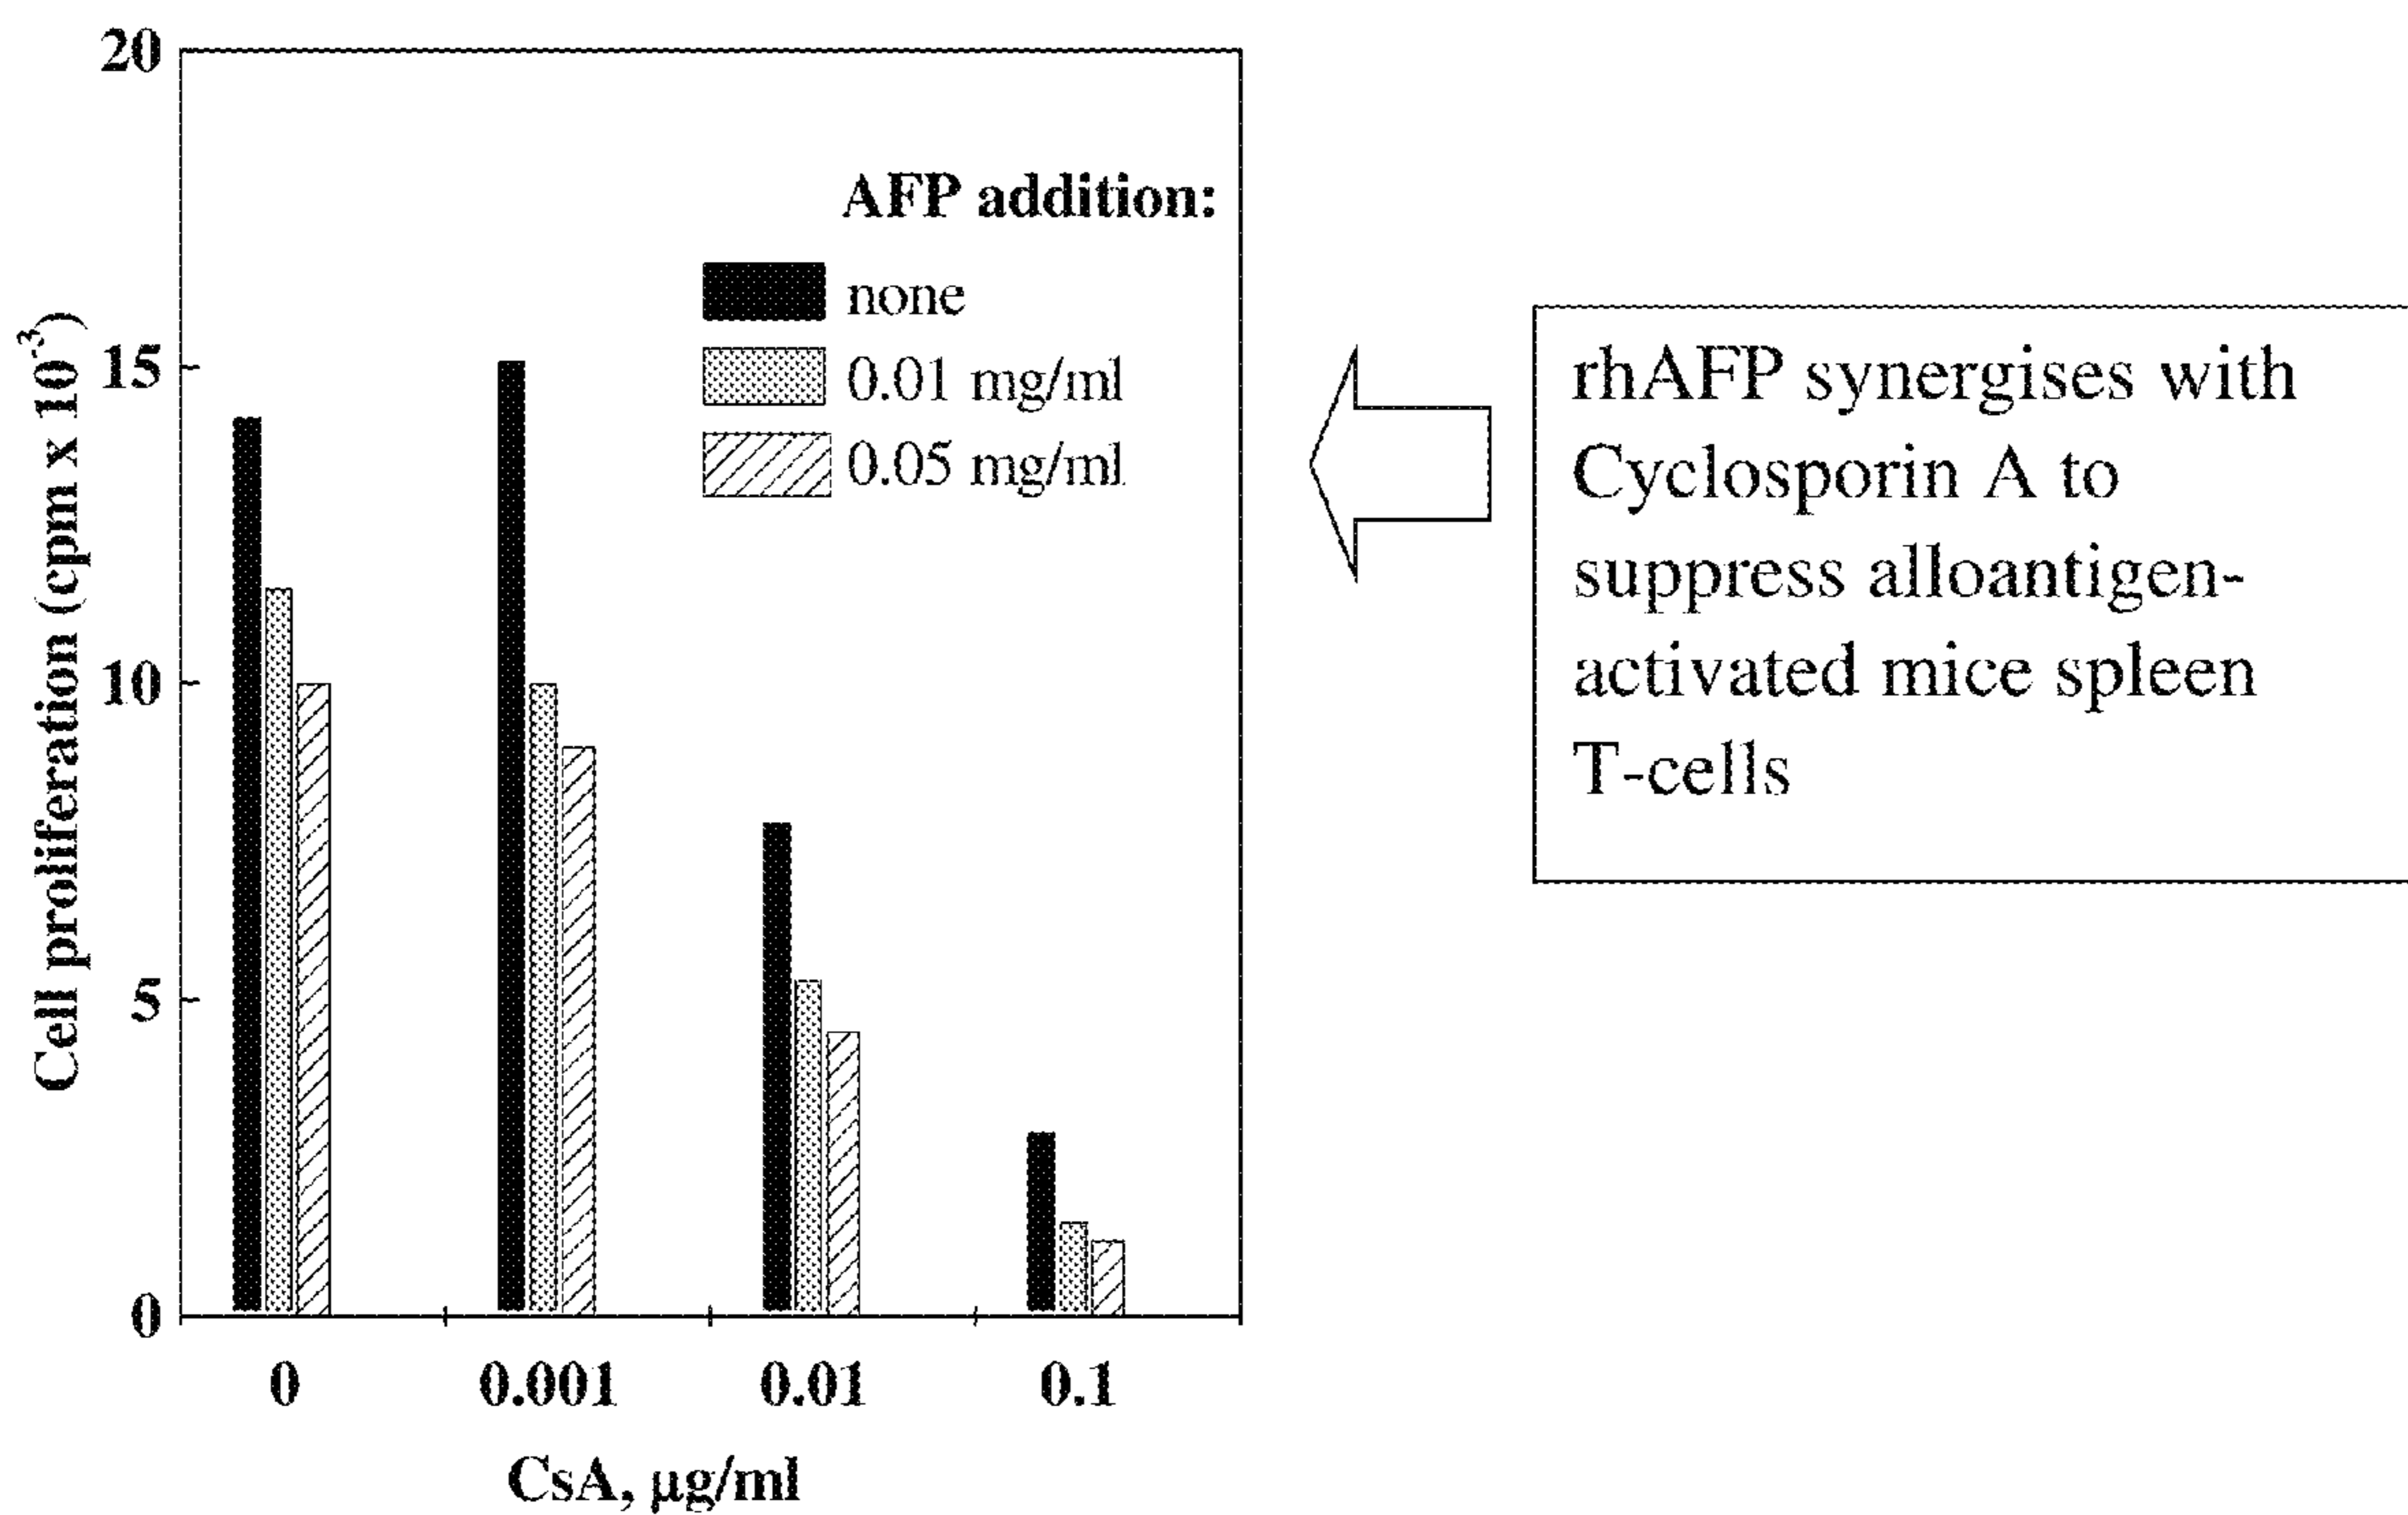 20
15
10
5
0
Cell proliferation (cpm x 10⁻³)
AFP addition:
none
0.01 mg/ml
0.05 mg/ml
0
0.001
0.01
0.1
CsA, µg/ml
rhAFP synergises with
Cyclosporin A to
suppress alloantigen-
activated mice spleen
T-cells